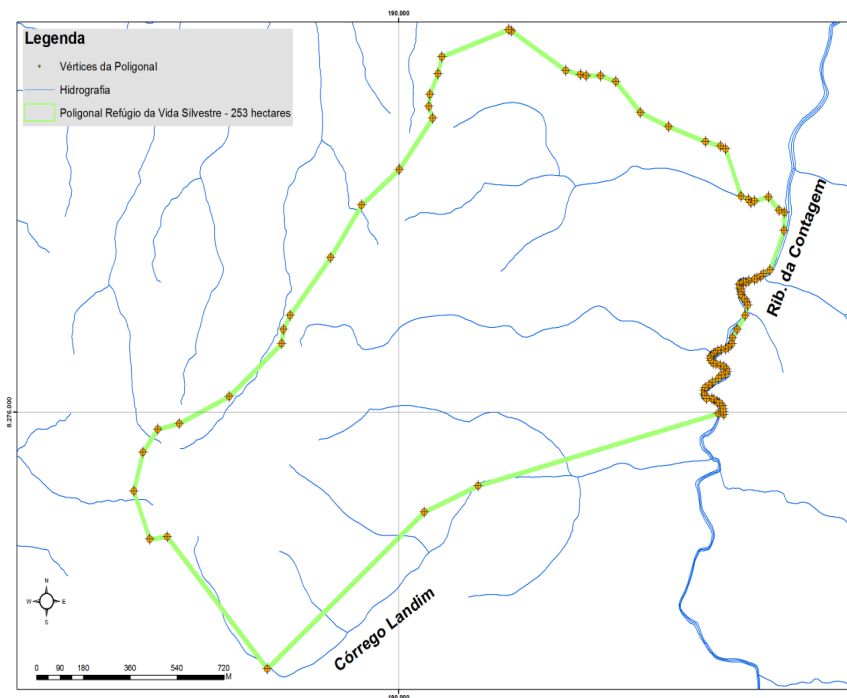 190.000
Legenda
Vértices da Poligonal
Hidrografia
Poligonal Refúgio da Vida Silvestre - 253 hectares
Rib. da Contagem
8.276.000
N
W E
S
Córrego Landim
0 90 180 360 540 720
M
190.000